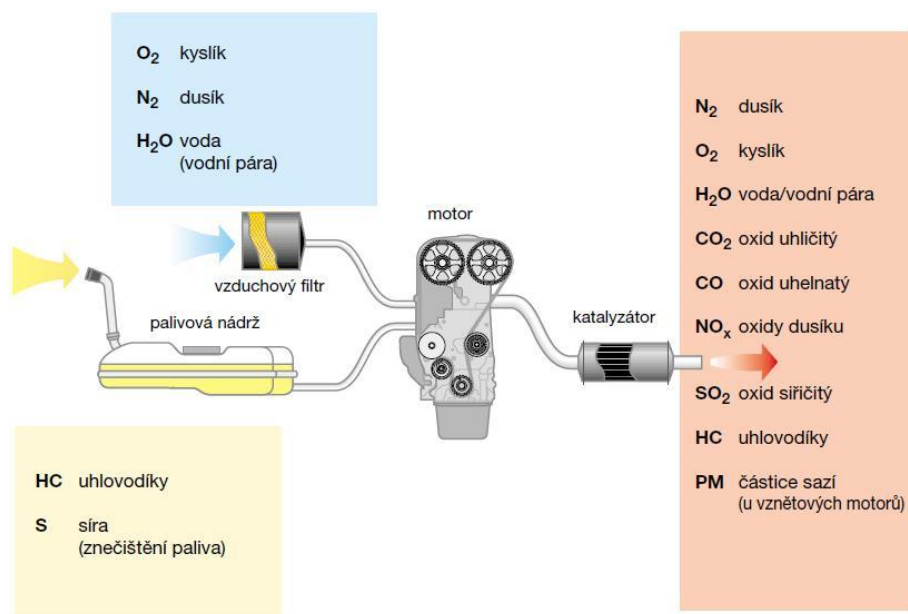 O₂ kyslík
N₂ dusík
H₂O voda
(vodní pára)
vzduchový filtr
palivová nádrž
motor
katalyzátor
HC uhlovodíky
S síra
(znečištění paliva)
N₂ dusík
O₂ kyslík
H₂O voda/vodní pára
CO₂ oxid uhličitý
CO oxid uhelnatý
NOₓ oxidy dusíku
SO₂ oxid siřičitý
HC uhlovodíky
PM částice sazí
(u vznětových motorů)